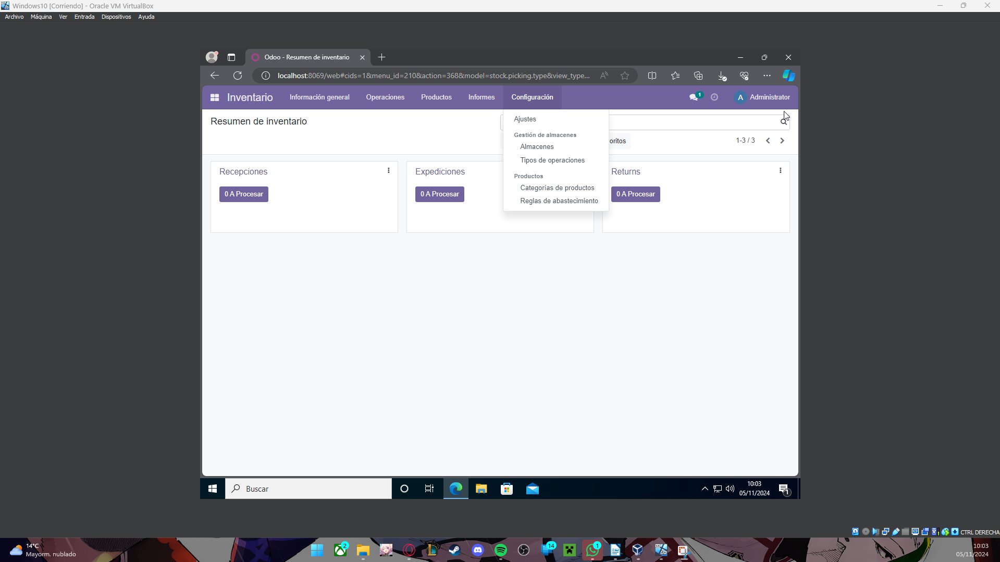 Windows10 [Corriendo] - Oracle VM VirtualBox
Archivo Máquina Ver Entrada Dispositivos Ayuda
Odoo - Resumen de inventario
localhost:8069/web#cids=1&menu_id=210&action=368&model=stock.picking.type&view_type...
Inventario Información general Operaciones Productos Informes Configuración 1 A Administrator
Resumen de inventario
Ajustes
Gestión de almacenes
Almacenes
Tipos de operaciones
Productos
Categorías de productos
Reglas de abastecimiento
oritos
1-3 / 3
Recepciones
0 A Procesar
Expediciones
0 A Procesar
Returns
0 A Procesar
Buscar
10:03
05/11/2024
1
CTRL DERECHA
14°C
Mayorm. nublado
2
14
1
10:03
05/11/2024